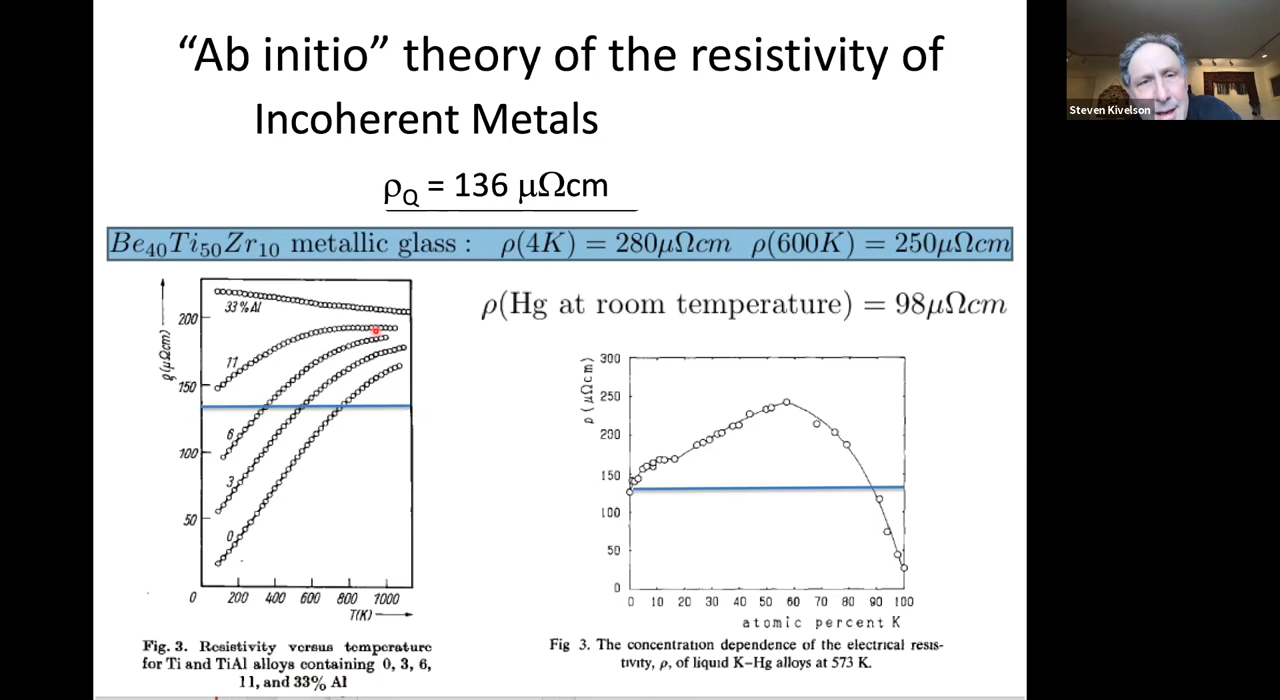 “Ab initio” theory of the resistivity of
Incoherent Metals
ρQ = 136 μΩcm
Be40Ti50Zr10 metallic glass : ρ(4K) = 280μΩcm ρ(600K) = 250μΩcm
ρ(Hg at room temperature) = 98μΩcm
Steven Kivelson
ρ(μΩcm)
200
150
100
50
0
200
400
600
800
1000
T(K)
33%Al
11
6
3
0
Fig. 3. Resistivity versus temperature
for Ti and TiAl alloys containing 0, 3, 6,
11, and 33% Al
ρ (μΩcm)
300
250
200
150
100
50
0
0 10 20 30 40 50 60 70 80 90 100
atomic percent K
Fig 3. The concentration dependence of the electrical resis-
tivity, ρ, of liquid K–Hg alloys at 573 K.